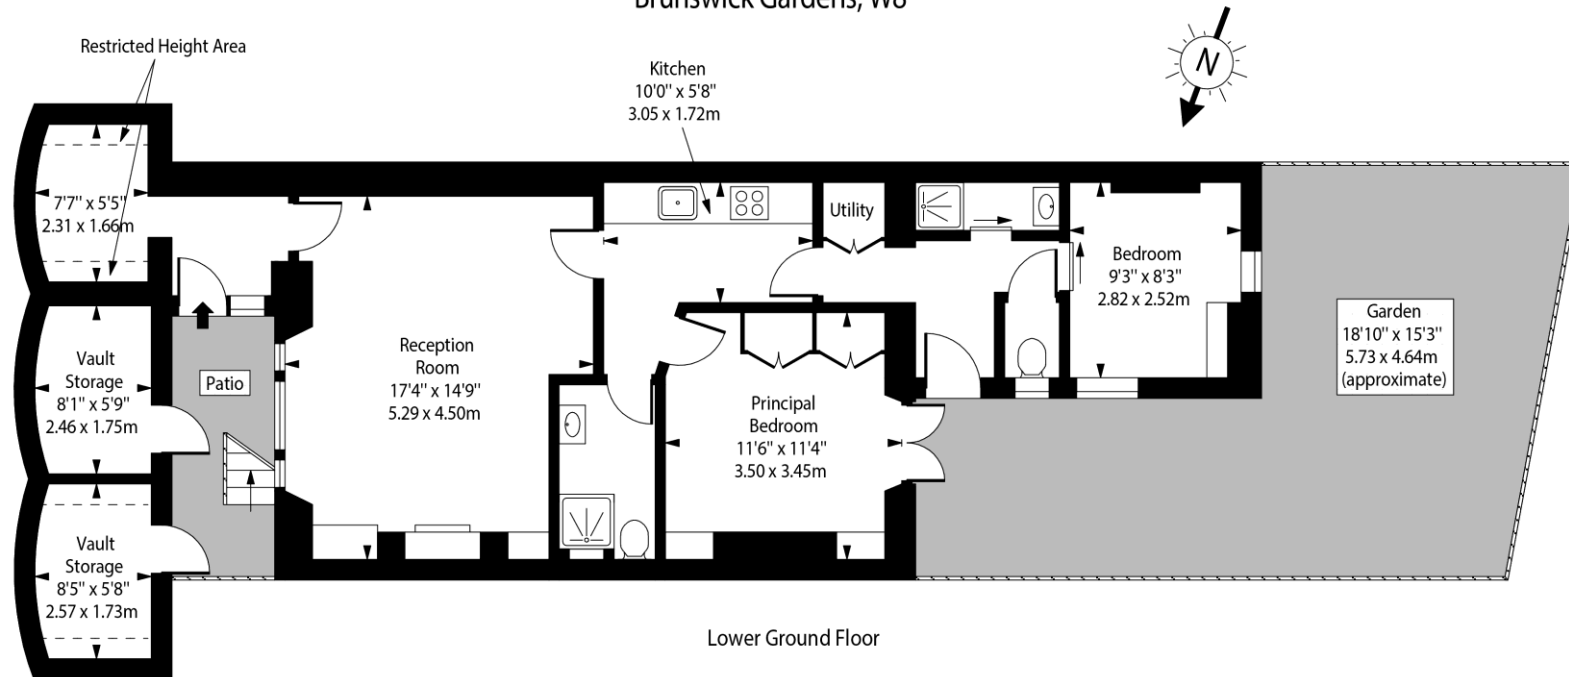 Brunswick Gardens, W8
Restricted Height Area
N
Kitchen
10'0" x 5'8"
3.05 x 1.72m
7'7" x 5'5"
2.31 x 1.66m
Utility
Bedroom
9'3" x 8'3"
2.82 x 2.52m
Garden
18'10" x 15'3"
5.73 x 4.64m
(approximate)
Vault
Storage
8'1" x 5'9"
2.46 x 1.75m
Patio
Reception
Room
17'4" x 14'9"
5.29 x 4.50m
Principal
Bedroom
11'6" x 11'4"
3.50 x 3.45m
Vault
Storage
8'5" x 5'8"
2.57 x 1.73m
Lower Ground Floor